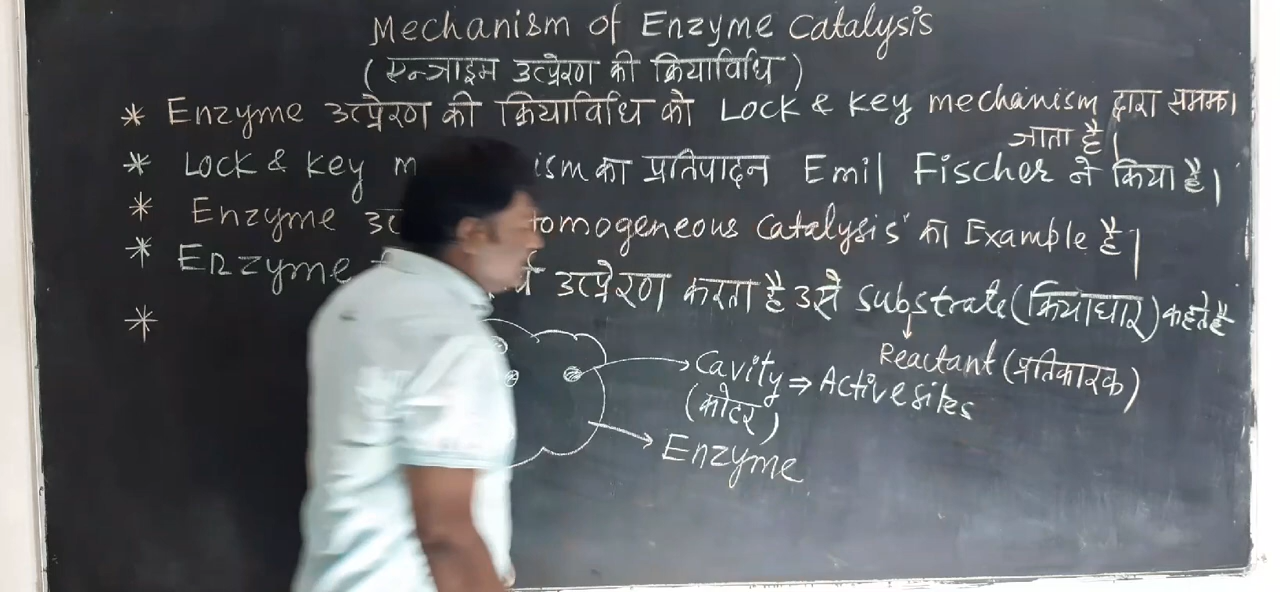 Mechanism of Enzyme Catalysis
(एन्जाइम उत्प्रेरण की क्रियाविधि)
* Enzyme उत्प्रेरण की क्रियाविधि को Lock & Key mechanism द्वारा समझा
जाता है।
* Lock & Key m ism का प्रतिपादन Emil Fischer ने किया है।
* Enzyme उ Homogeneous Catalysis का Example है।
* Enzyme उत्प्रेरण करता है उसे Substrate (क्रियाधार) कहते है
Reactant (प्रतिकारक)
* Cavity ⇒ Active sites
(कोटर)
Enzyme